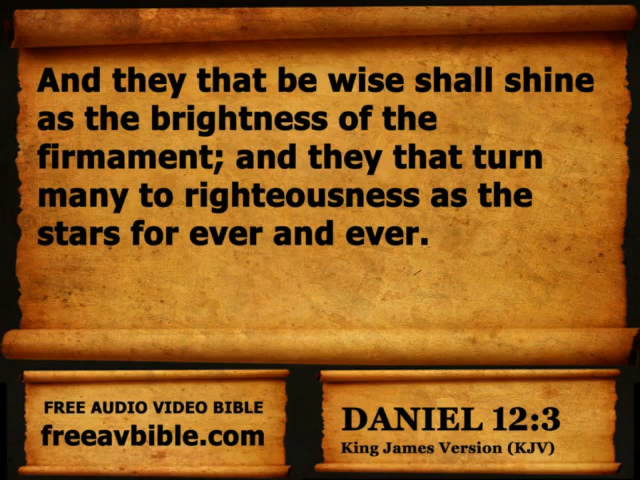 And they that be wise shall shine
as the brightness of the
firmament; and they that turn
many to righteousness as the
stars for ever and ever.
FREE AUDIO VIDEO BIBLE
freeavbible.com
DANIEL 12:3
King James Version (KJV)